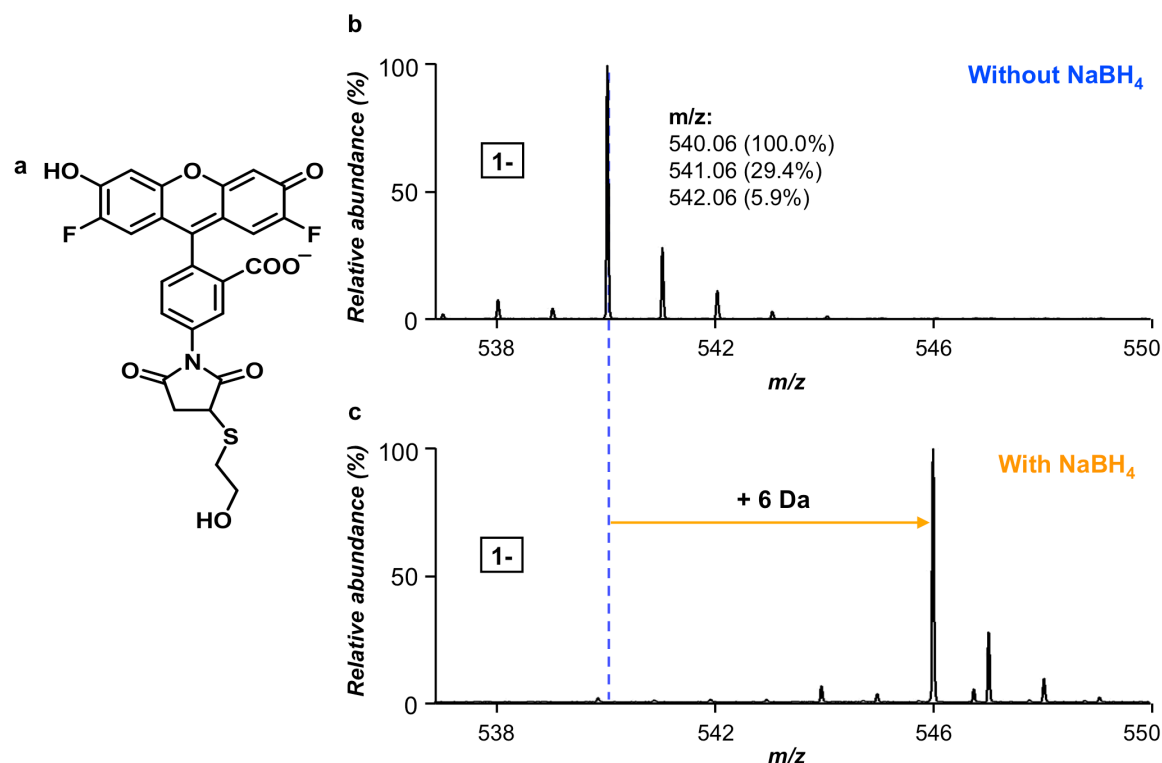 a
HO
O
O
F
F
COO⁻
N
O
O
S
HO
b
Relative abundance (%)
100
50
0
1-
m/z:
540.06 (100.0%)
541.06 (29.4%)
542.06 (5.9%)
Without NaBH₄
538
542
546
550
m/z
c
Relative abundance (%)
100
50
0
1-
+ 6 Da
With NaBH₄
538
542
546
550
m/z